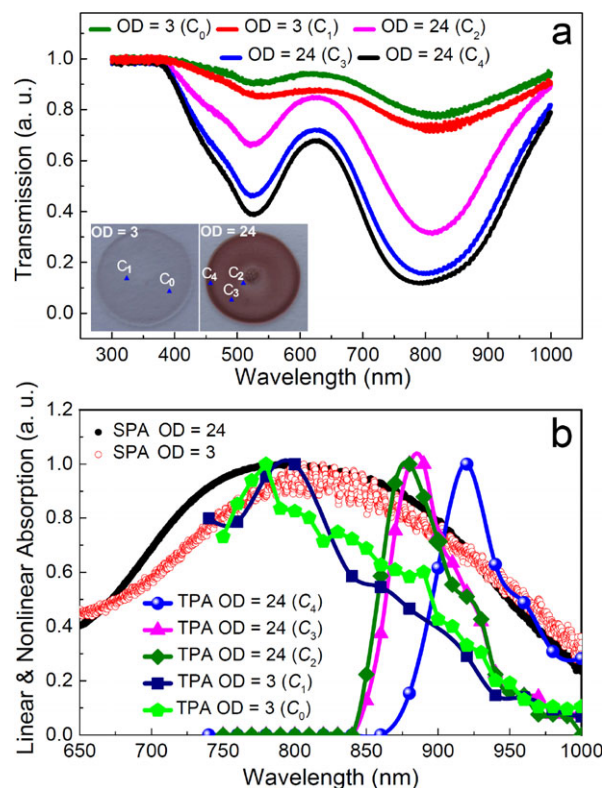 OD = 3 (C₀) OD = 3 (C₁) OD = 24 (C₂)
OD = 24 (C₃) OD = 24 (C₄)
a
Transmission (a. u.)
1.0
0.8
0.6
0.4
0.2
0.0
OD = 3
C₁
C₀
OD = 24
C₄
C₂
C₃
300 400 500 600 700 800 900 1000
Wavelength (nm)
b
Linear & Nonlinear Absorption (a. u.)
1.2
1.0
0.8
0.6
0.4
0.2
0.0
SPA OD = 24
SPA OD = 3
TPA OD = 24 (C₄)
TPA OD = 24 (C₃)
TPA OD = 24 (C₂)
TPA OD = 3 (C₁)
TPA OD = 3 (C₀)
650 700 750 800 850 900 950 1000
Wavelength (nm)